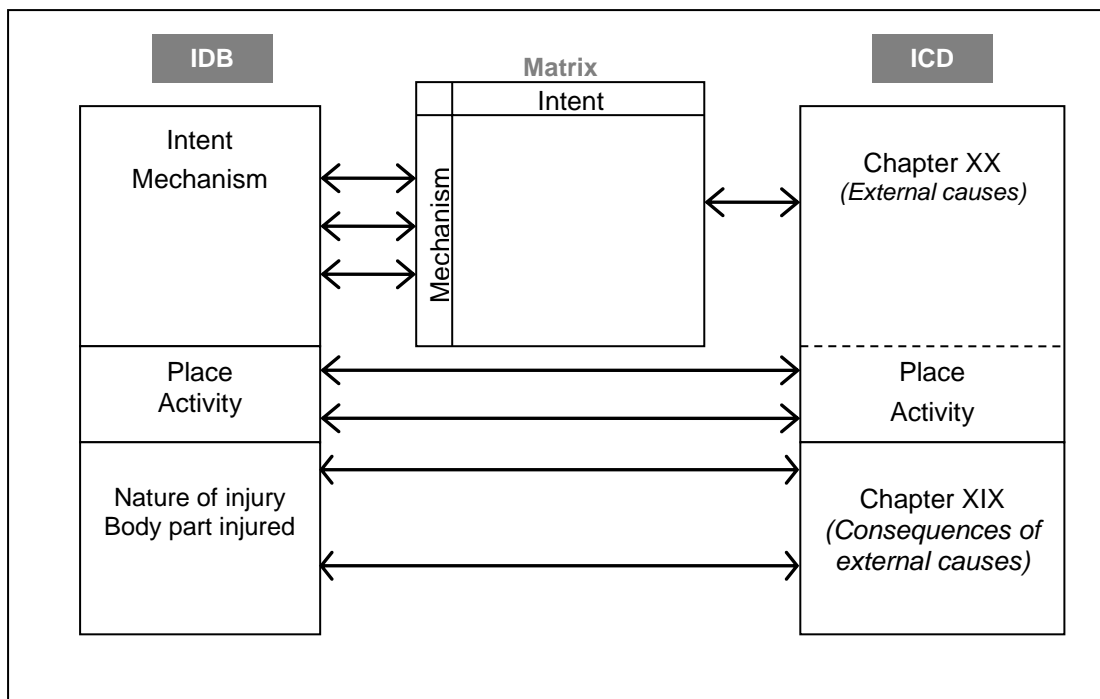 IDB
Intent
Mechanism
Place
Activity
Nature of injury
Body part injured
Matrix
Intent
Mechanism
ICD
Chapter XX
(External causes)
Place
Activity
Chapter XIX
(Consequences of
external causes)